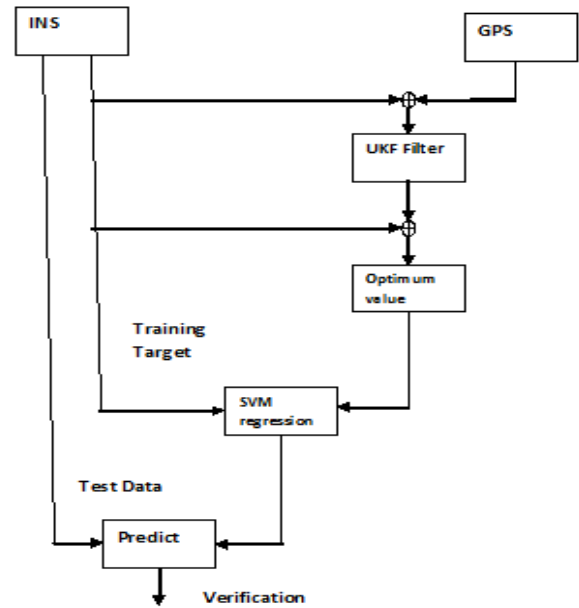 INS
GPS
UKF Filter
Optimum
value
Training
Target
SVM
regression
Test Data
Predict
Verification